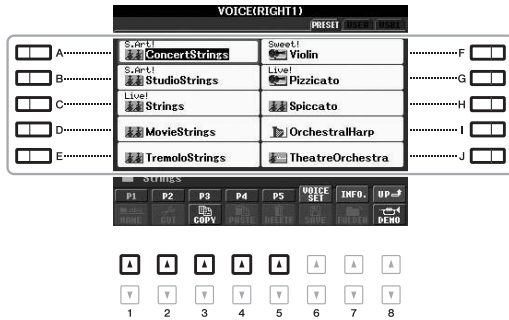 VOICE(RIGHT1)
PRESET USER USB1
A
S.Art!
ConcertStrings
Sweet!
Violin
F
B
S.Art!
StudioStrings
Live!
Pizzicato
G
C
Live!
Strings
Spiccato
H
D
MovieStrings
OrchestralHarp
I
E
TremoloStrings
TheatreOrchestra
J
Strings
P1 P2 P3 P4 P5 VOICE SET INFO. UP
NAME CUT COPY PASTE DELETE SAVE FOLDER DEMO
1 2 3 4 5 6 7 8